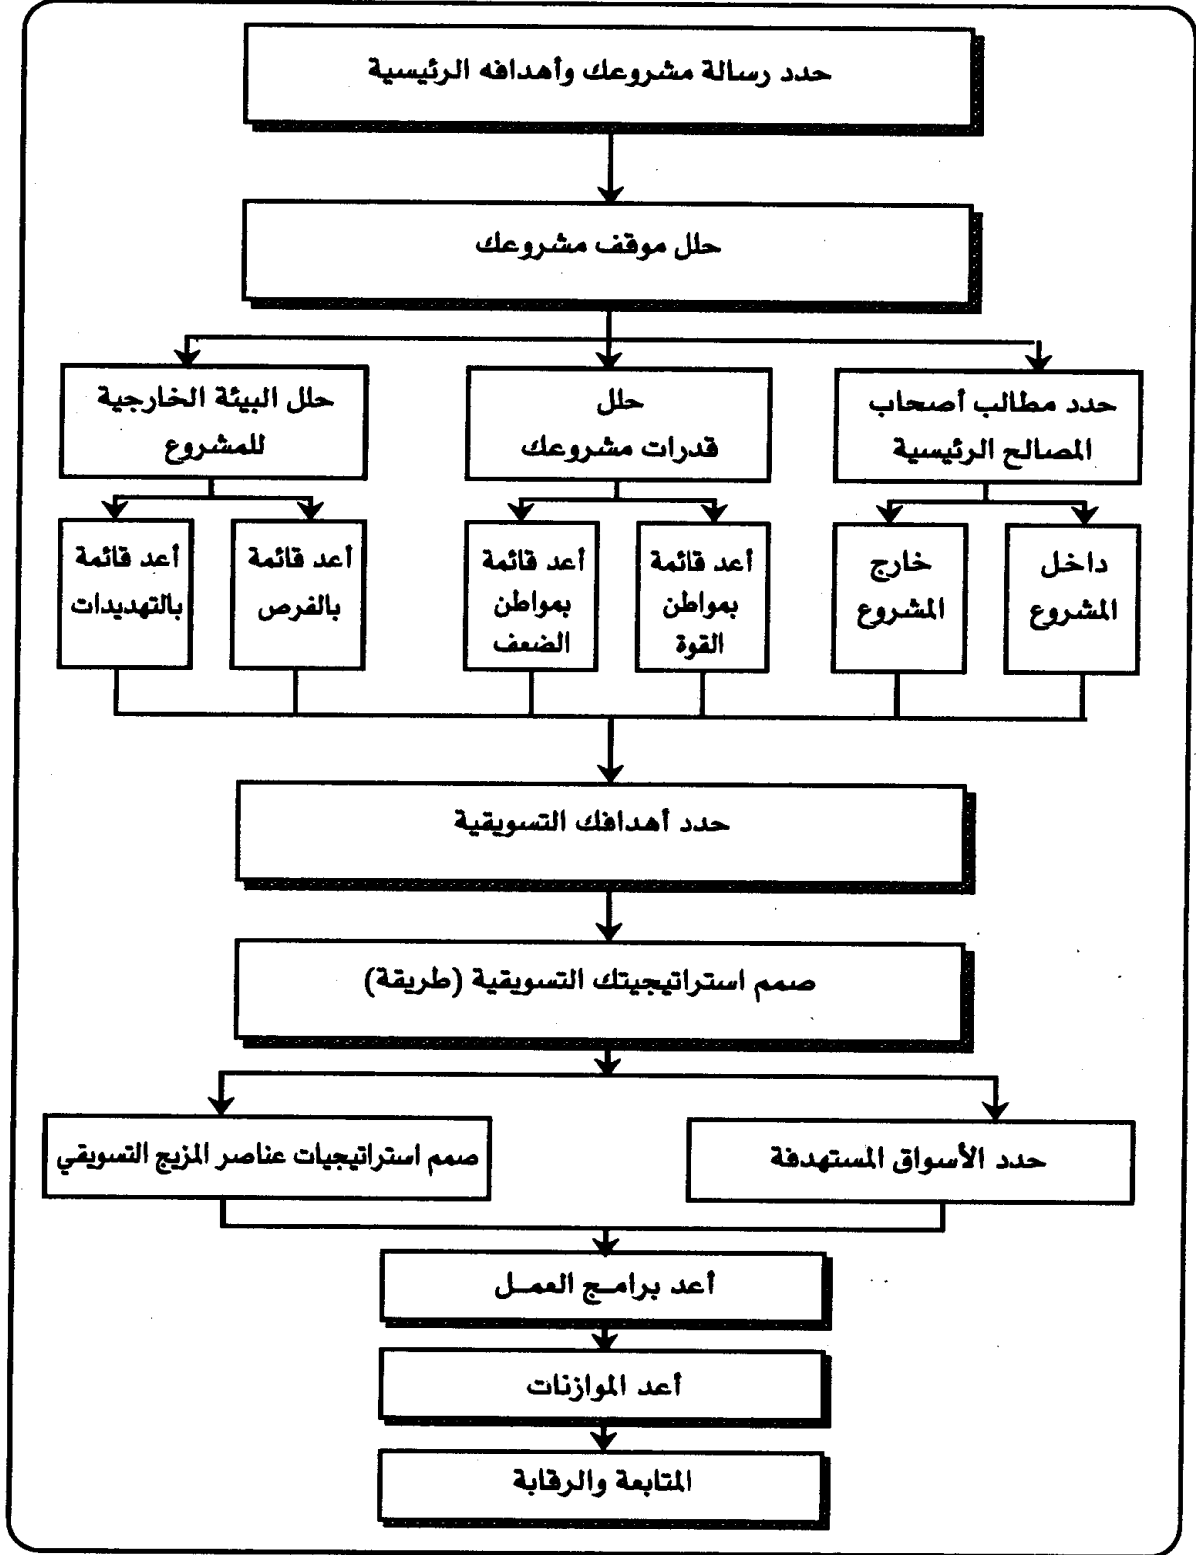 حدد رسالة مشروعك وأهدافه الرئيسية
حلل موقف مشروعك
حدد مطالب أصحاب
المصالح الرئيسية
حلل
قدرات مشروعك
حلل البيئة الخارجية
للمشروع
داخل
المشروع
خارج
المشروع
أعد قائمة
بمواطن
القوة
أعد قائمة
بمواطن
الضعف
أعد قائمة
بالفرص
أعد قائمة
بالتهديدات
حدد أهدافك التسويقية
صمم استراتيجيتك التسويقية (طريقة)
حدد الأسواق المستهدفة
صمم استراتيجيات عناصر المزيج التسويقي
أعد برامـج العمـل
أعد الموازنات
المتابعة والرقابة